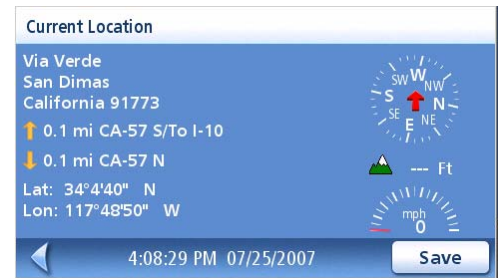 Current Location
Via Verde
San Dimas
California 91773
0.1 mi CA-57 S/To I-10
0.1 mi CA-57 N
Lat: 34°4'40" N
Lon: 117°48'50" W
SW W NW
S N
SE E NE
--- Ft
mph
0
4:08:29 PM 07/25/2007
Save